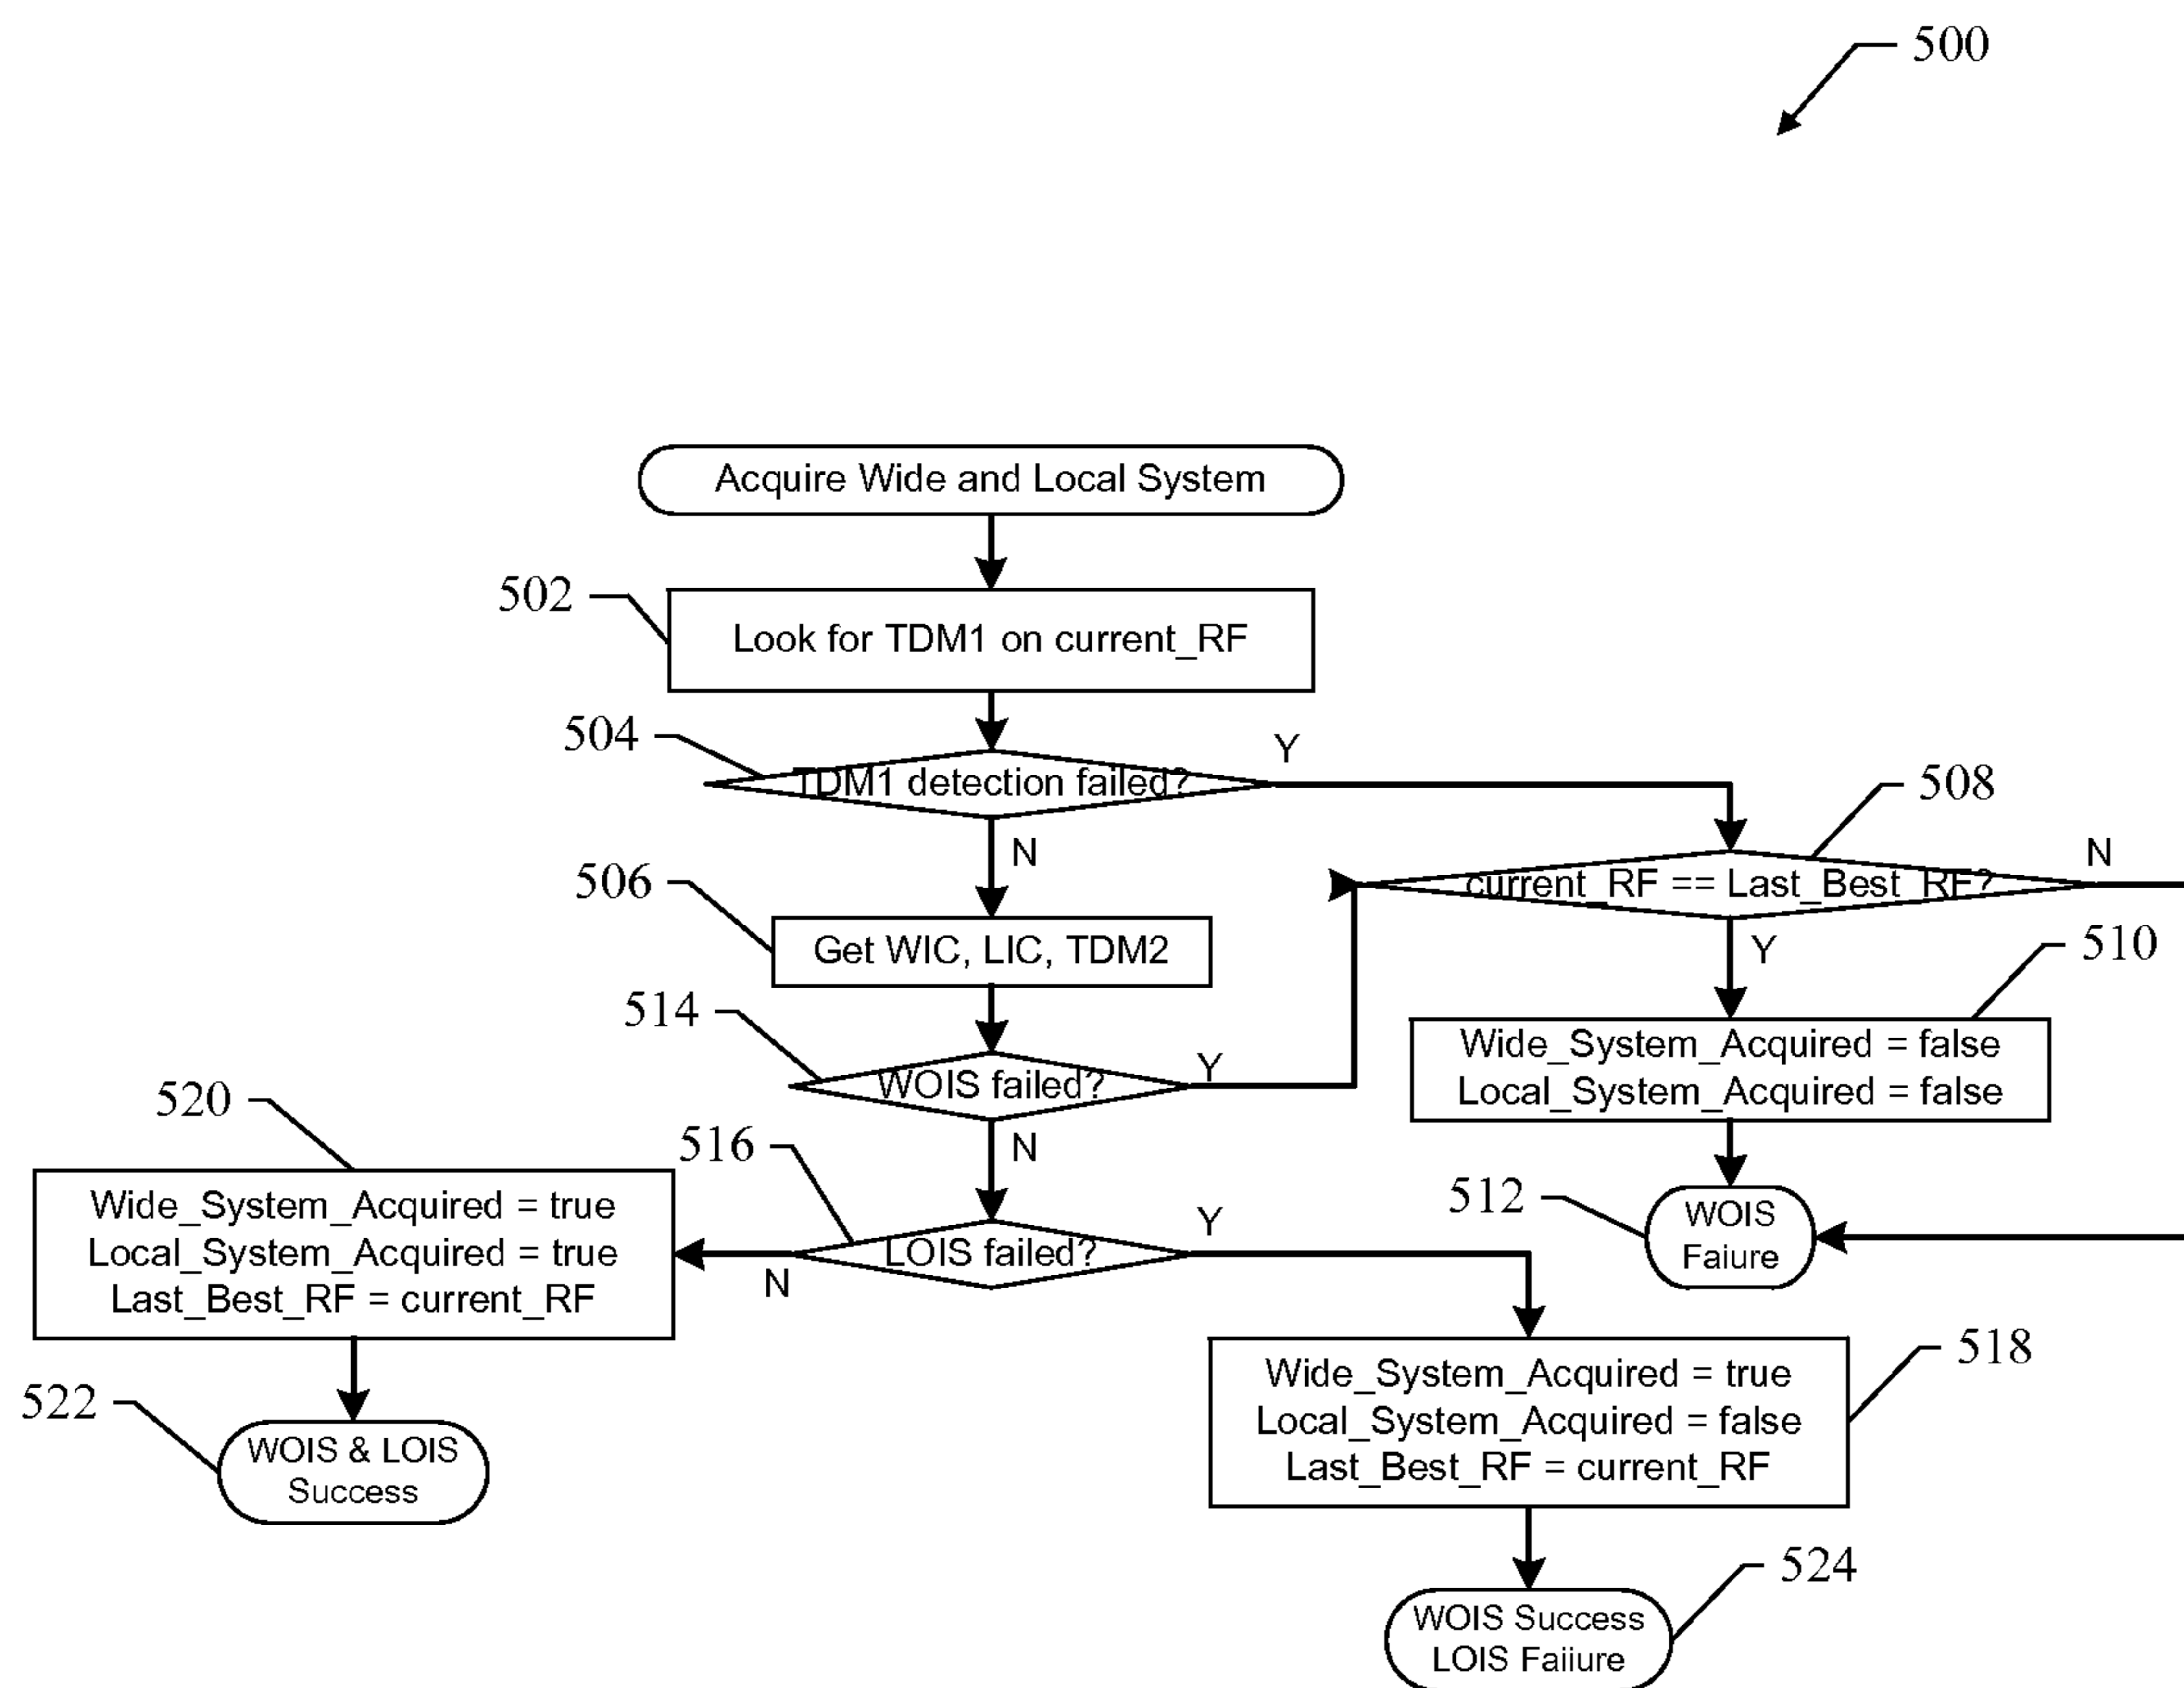 500
Acquire Wide and Local System
502
Look for TDM1 on current_RF
504
TDM1 detection failed?
Y
N
508
current_RF == Last_Best_RF?
N
Y
506
Get WIC, LIC, TDM2
510
Wide_System_Acquired = false
Local_System_Acquired = false
514
WOIS failed?
Y
N
512
WOIS
Faiure
516
LOIS failed?
Y
N
520
Wide_System_Acquired = true
Local_System_Acquired = true
Last_Best_RF = current_RF
518
Wide_System_Acquired = true
Local_System_Acquired = false
Last_Best_RF = current_RF
522
WOIS & LOIS
Success
524
WOIS Success
LOIS Faiiure